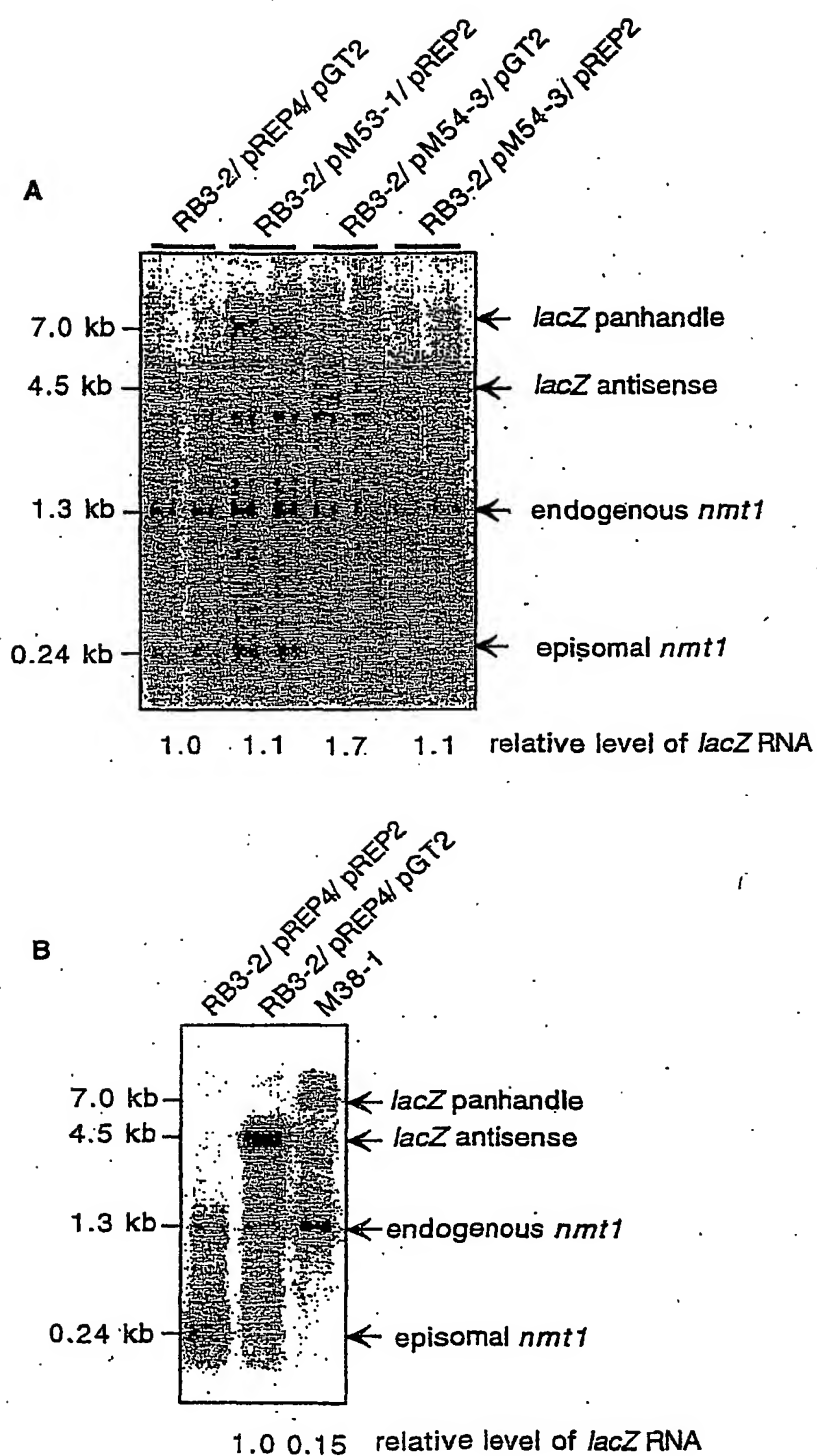 A
RB3-2/ pREP4/ pGT2
RB3-2/ pM53-1/ pREP2
RB3-2/ pM54-3/ pGT2
RB3-2/ pM54-3/ pREP2
7.0 kb
lacZ panhandle
4.5 kb
lacZ antisense
1.3 kb
endogenous nmt1
0.24 kb
episomal nmt1
1.0 1.1 1.7 1.1 relative level of lacZ RNA
B
RB3-2/ pREP4/ pREP2
RB3-2/ pREP4/ pGT2
M38-1
7.0 kb
lacZ panhandle
4.5 kb
lacZ antisense
1.3 kb
endogenous nmt1
0.24 kb
episomal nmt1
1.0 0.15 relative level of lacZ RNA